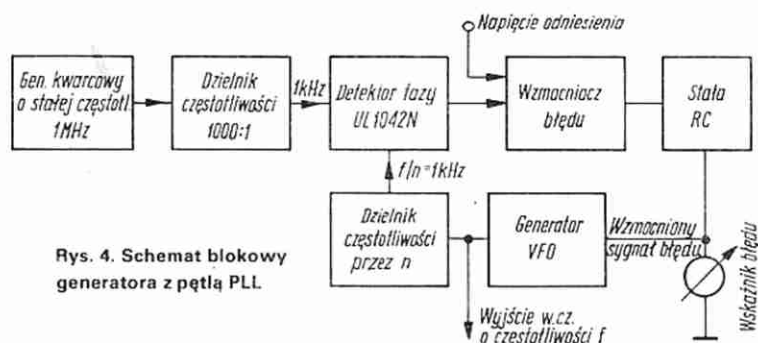 Napięcie odniesienia
Gen. kwarcowy
o stałej częstotl.
1MHz
Dzielnik
częstotliwości
1000:1
1kHz
Detektor fazy
UL1042N
Wzmacniacz
błędu
Stała
RC
f/n=1kHz
Dzielnik
częstotliwości
przez n
Generator
VFO
Wzmocniony
sygnał błędu
Wskaźnik błędu
Wyjście w.cz.
o częstotliwości f
Rys. 4. Schemat blokowy
generatora z pętlą PLL